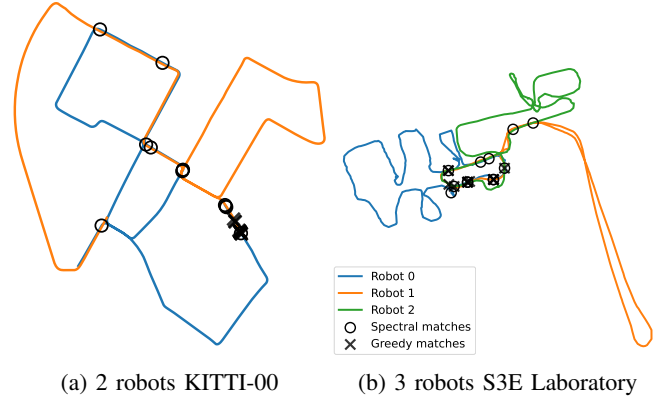 Robot 0
Robot 1
Robot 2
Spectral matches
Greedy matches
(a) 2 robots KITTI-00
(b) 3 robots S3E Laboratory